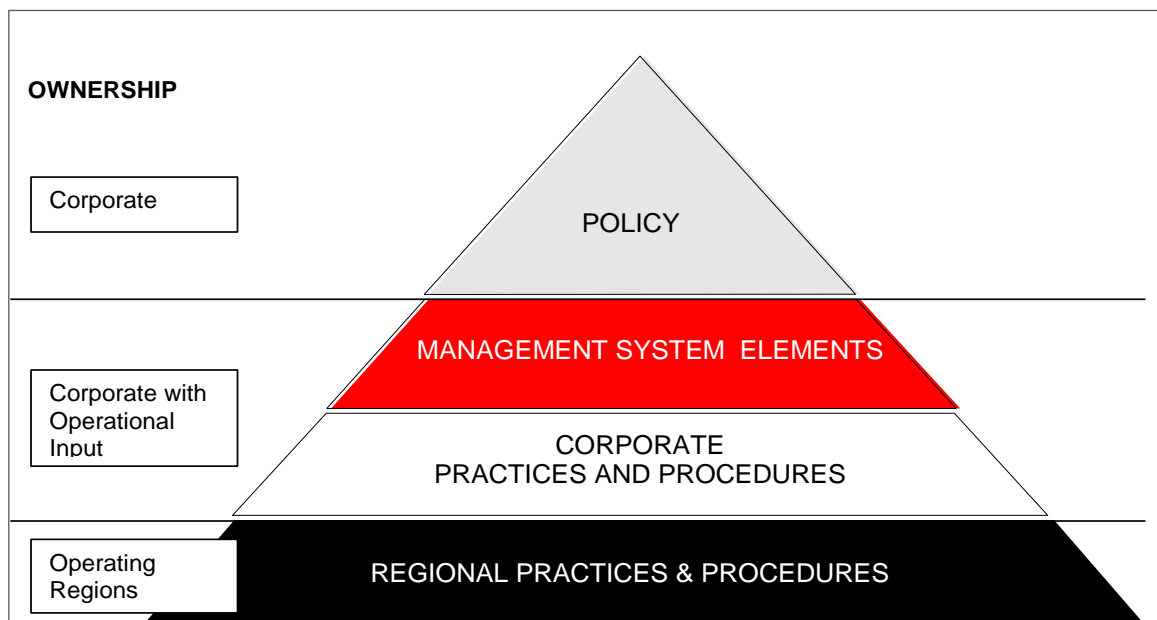 OWNERSHIP
Corporate
POLICY
MANAGEMENT SYSTEM ELEMENTS
Corporate with
Operational
Input
CORPORATE
PRACTICES AND PROCEDURES
Operating
Regions
REGIONAL PRACTICES & PROCEDURES